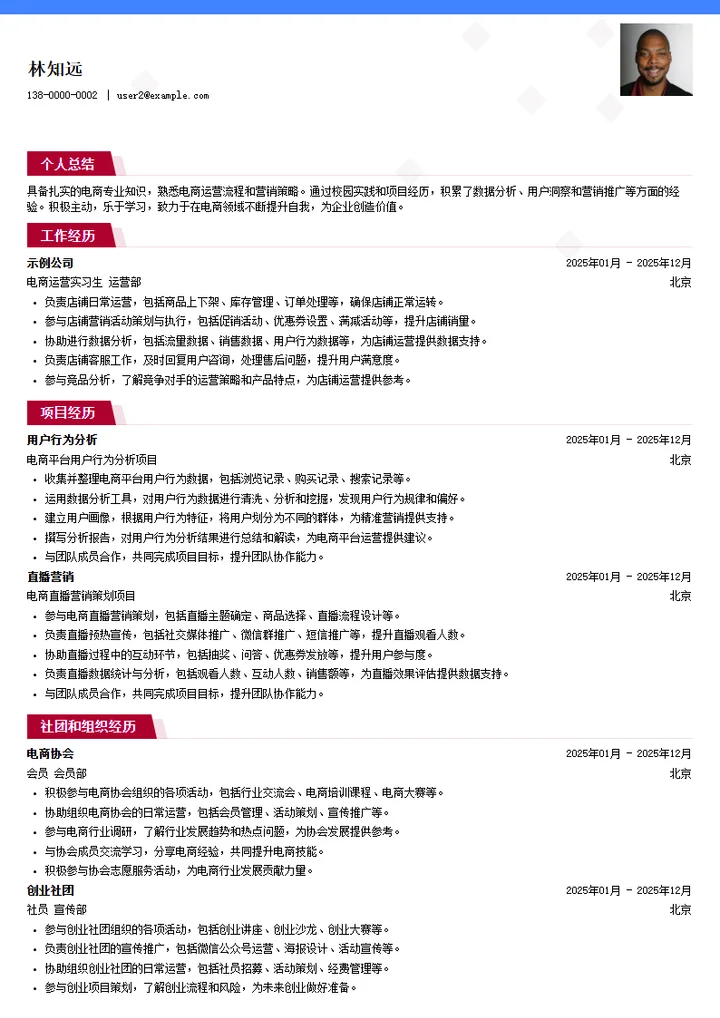 林知远
138-0000-0002 | user2@example.com
个人总结
具备扎实的电商专业知识，熟悉电商运营流程和营销策略。通过校园实践和项目经历，积累了数据分析、用户洞察和营销推广等方面的经
验。积极主动，乐于学习，致力于在电商领域不断提升自我，为企业创造价值。
工作经历
示例公司 2025年01月 - 2025年12月
电商运营实习生 运营部 北京
• 负责店铺日常运营，包括商品上下架、库存管理、订单处理等，确保店铺正常运转。
• 参与店铺营销活动策划与执行，包括促销活动、优惠券设置、满减活动等，提升店铺销量。
• 协助进行数据分析，包括流量数据、销售数据、用户行为数据等，为店铺运营提供数据支持。
• 负责店铺客服工作，及时回复用户咨询，处理售后问题，提升用户满意度。
• 参与竞品分析，了解竞争对手的运营策略和产品特点，为店铺运营提供参考。
项目经历
用户行为分析 2025年01月 - 2025年12月
电商平台用户行为分析项目 北京
• 收集并整理电商平台用户行为数据，包括浏览记录、购买记录、搜索记录等。
• 运用数据分析工具，对用户行为数据进行清洗、分析和挖掘，发现用户行为规律和偏好。
• 建立用户画像，根据用户行为特征，将用户划分为不同的群体，为精准营销提供支持。
• 撰写分析报告，对用户行为分析结果进行总结和解读，为电商平台运营提供建议。
• 与团队成员合作，共同完成项目目标，提升团队协作能力。
直播营销 2025年01月 - 2025年12月
电商直播营销策划项目 北京
• 参与电商直播营销策划，包括直播主题确定、商品选择、直播流程设计等。
• 负责直播预热宣传，包括社交媒体推广、微信群推广、短信推广等，提升直播观看人数。
• 协助直播过程中的互动环节，包括抽奖、问答、优惠券发放等，提升用户参与度。
• 负责直播数据统计与分析，包括观看人数、互动人数、销售额等，为直播效果评估提供数据支持。
• 与团队成员合作，共同完成项目目标，提升团队协作能力。
社团和组织经历
电商协会 2025年01月 - 2025年12月
会员 会员部 北京
• 积极参与电商协会组织的各项活动，包括行业交流会、电商培训课程、电商大赛等。
• 协助组织电商协会的日常运营，包括会员管理、活动策划、宣传推广等。
• 参与电商行业调研，了解行业发展趋势和热点问题，为协会发展提供参考。
• 与协会成员交流学习，分享电商经验，共同提升电商技能。
• 积极参与协会志愿服务活动，为电商行业发展贡献力量。
创业社团 2025年01月 - 2025年12月
社员 宣传部 北京
• 参与创业社团组织的各项活动，包括创业讲座、创业沙龙、创业大赛等。
• 负责创业社团的宣传推广，包括微信公众号运营、海报设计、活动宣传等。
• 协助组织创业社团的日常运营，包括社员招募、活动策划、经费管理等。
• 参与创业项目策划，了解创业流程和风险，为未来创业做好准备。